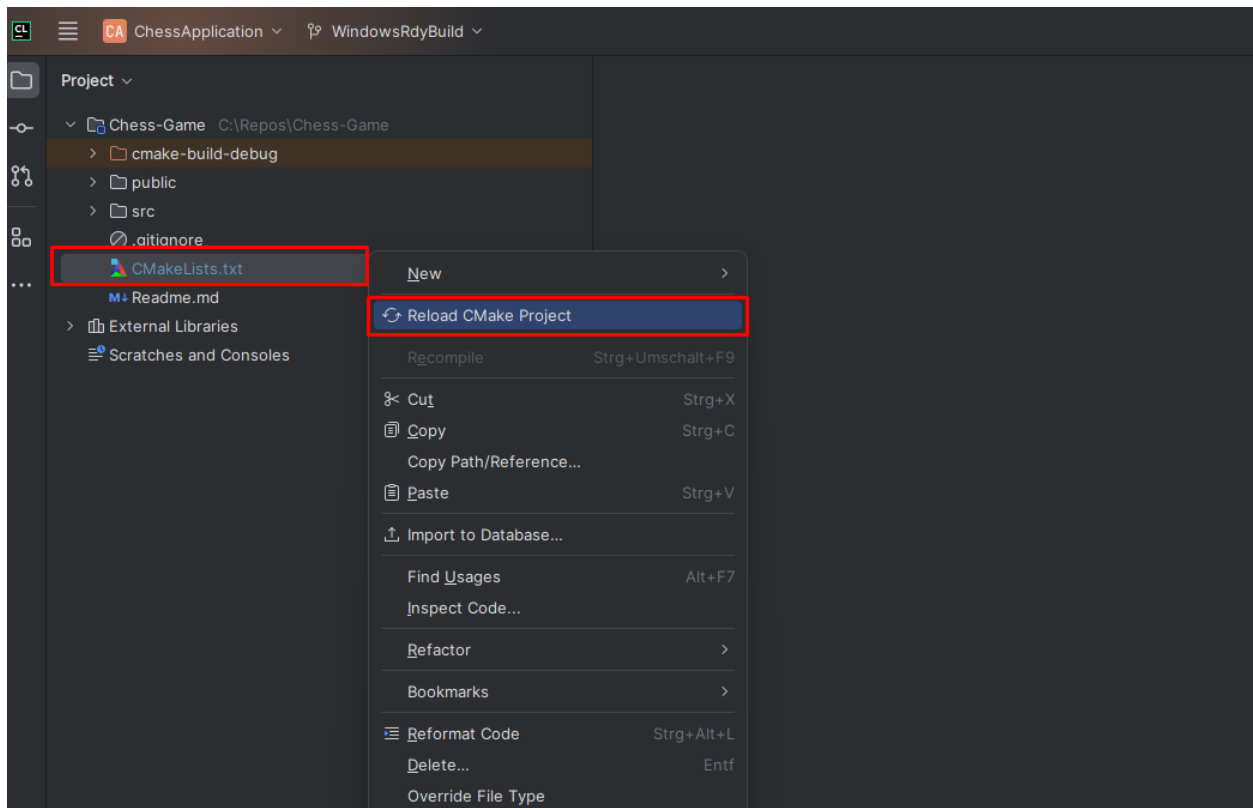 CL
CA ChessApplication WindowsRdyBuild
Project
Chess-Game C:\Repos\Chess-Game
cmake-build-debug
public
src
.gitignore
CMakeLists.txt
M↓ Readme.md
External Libraries
Scratches and Consoles
New
Reload CMake Project
Recompile Strg+Umschalt+F9
Cut Strg+X
Copy Strg+C
Copy Path/Reference...
Paste Strg+V
Import to Database...
Find Usages Alt+F7
Inspect Code...
Refactor
Bookmarks
Reformat Code Strg+Alt+L
Delete... Entf
Override File Type